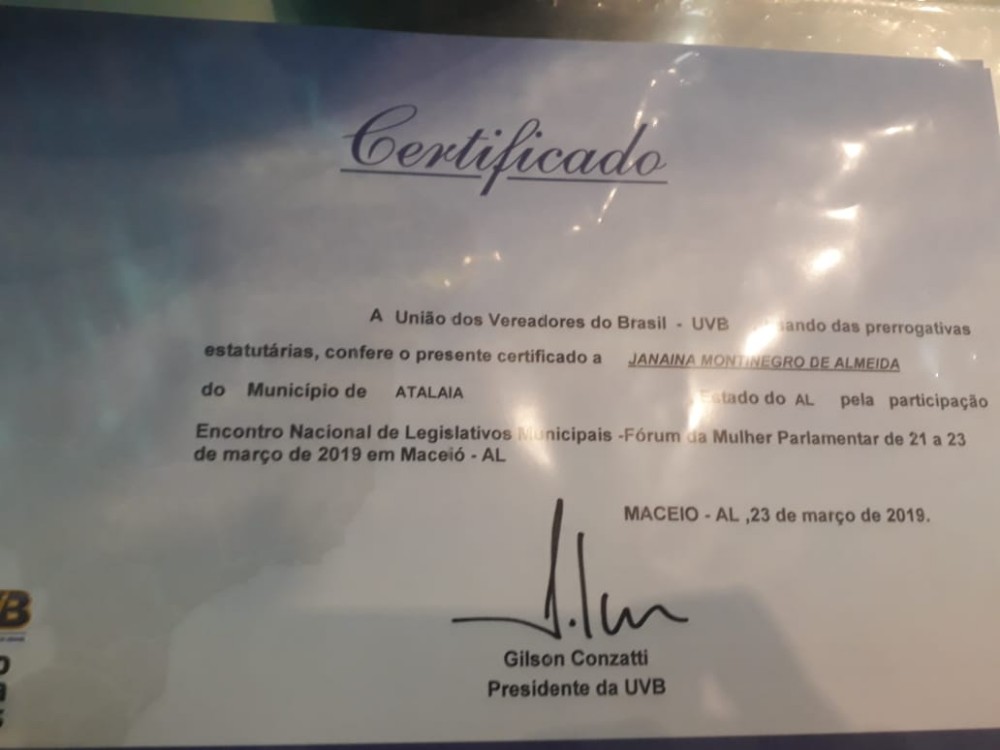 Certificado
A União dos Vereadores do Brasil - UVB das prerrogativas
estatutárias, confere o presente certificado a JANAINA MONTINEGRO DE ALMEIDA
do Município de ATALAIA Estado do AL pela participação
Encontro Nacional de Legislativos Municipais -Fórum da Mulher Parlamentar de 21 a 23
de março de 2019 em Maceió - AL
MACEIO - AL ,23 de março de 2019.
Gilson Conzatti
Presidente da UVB